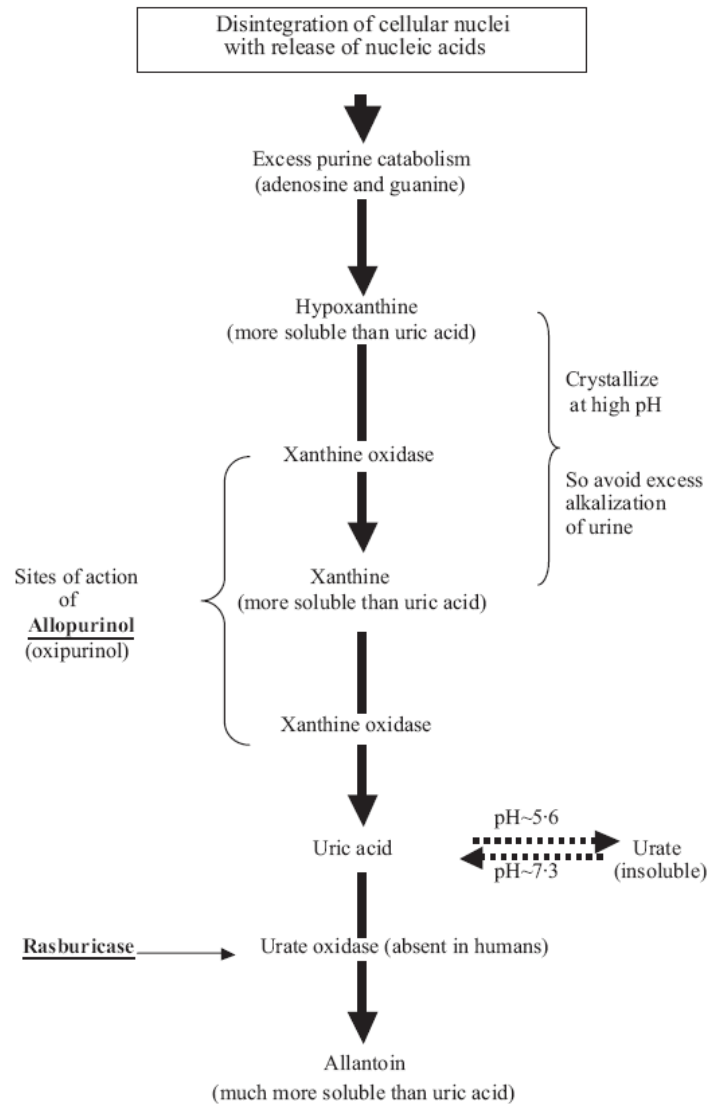 Disintegration of cellular nuclei
with release of nucleic acids
Excess purine catabolism
(adenosine and guanine)
Hypoxanthine
(more soluble than uric acid)
Crystallize
at high pH
Xanthine oxidase
So avoid excess
alkalization
of urine
Sites of action
of
Allopurinol
(oxipurinol)
Xanthine
(more soluble than uric acid)
Xanthine oxidase
pH~5·6
Uric acid
Urate
(insoluble)
pH~7·3
Rasburicase
Urate oxidase (absent in humans)
Allantoin
(much more soluble than uric acid)